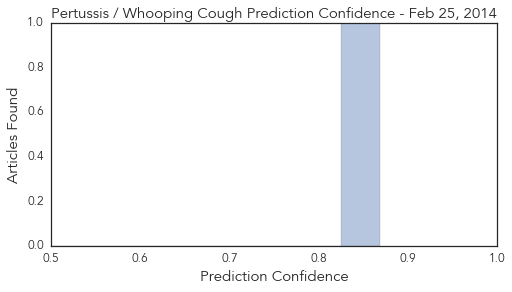 Pertussis / Whooping Cough Prediction Confidence - Feb 25, 2014
1.0
0.8
0.6
0.4
0.2
0.0
Articles Found
0.5 0.6 0.7 0.8 0.9 1.0
Prediction Confidence